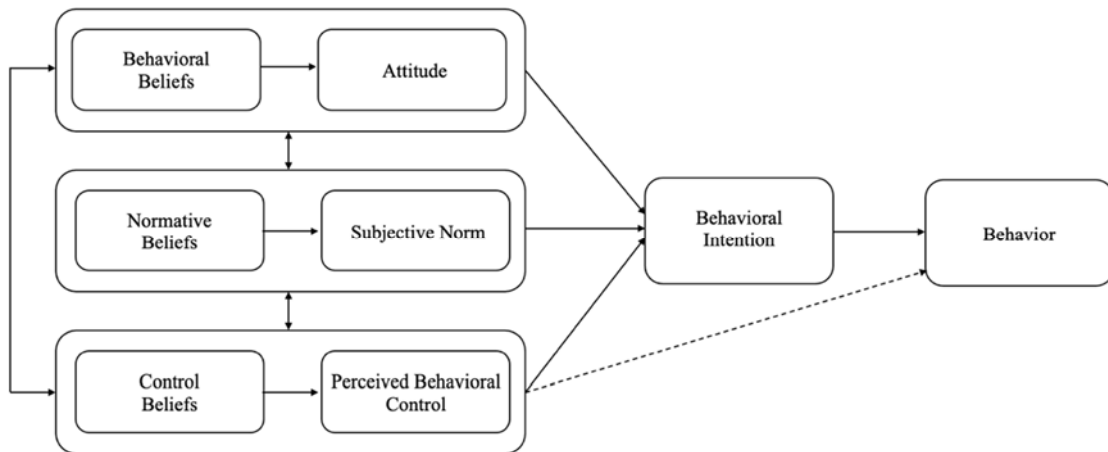 Behavioral
Beliefs
Attitude
Normative
Beliefs
Subjective Norm
Control
Beliefs
Perceived Behavioral
Control
Behavioral
Intention
Behavior